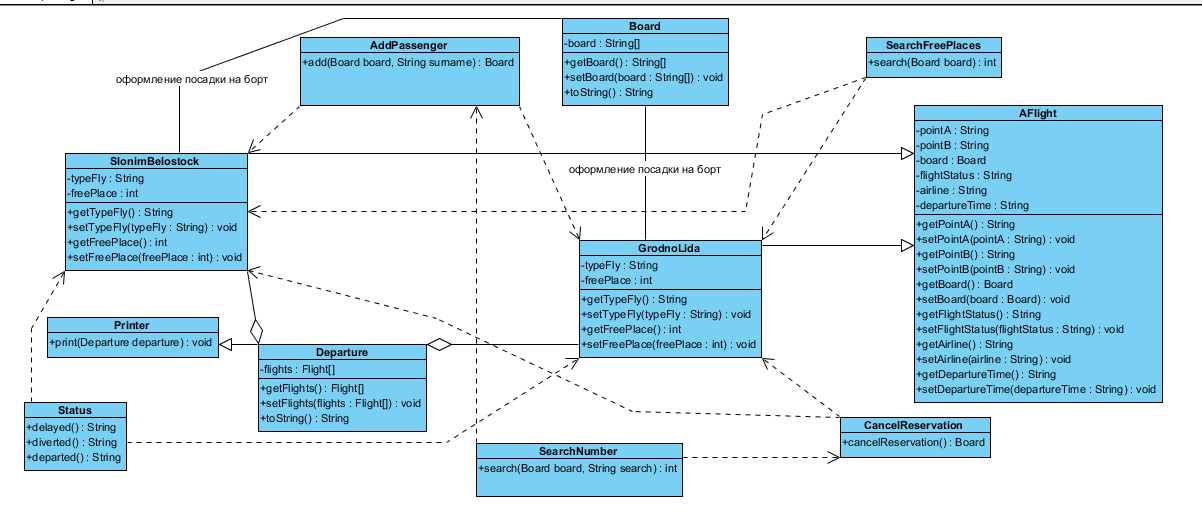 Board
-board : String[]
+getBoard() : String[]
+setBoard(board : String[]) : void
+toString() : String
AddPassenger
+add(Board board, String surname) : Board
SearchFreePlaces
+search(Board board) : int
оформление посадки на борт
AFlight
-pointA : String
-pointB : String
-board : Board
-flightStatus : String
-airline : String
-departureTime : String
+getPointA() : String
+setPointA(pointA : String) : void
+getPointB() : String
+setPointB(pointB : String) : void
+getBoard() : Board
+setBoard(board : Board) : void
+getFlightStatus() : String
+setFlightStatus(flightStatus : String) : void
+getAirline() : String
+setAirline(airline : String) : void
+getDepartureTime() : String
+setDepartureTime(departureTime : String) : void
SlonimBelostock
-typeFly : String
-freePlace : int
+getTypeFly() : String
+setTypeFly(typeFly : String) : void
+getFreePlace() : int
+setFreePlace(freePlace : int) : void
оформление посадки на борт
GrodnoLida
-typeFly : String
-freePlace : int
+getTypeFly() : String
+setTypeFly(typeFly : String) : void
+getFreePlace() : int
+setFreePlace(freePlace : int) : void
Printer
+print(Departure departure) : void
Departure
-flights : Flight[]
+getFlights() : Flight[]
+setFlights(flights : Flight[]) : void
+toString() : String
Status
+delayed() : String
+diverted() : String
+departed() : String
CancelReservation
+cancelReservation() : Board
SearchNumber
+search(Board board, String search) : int